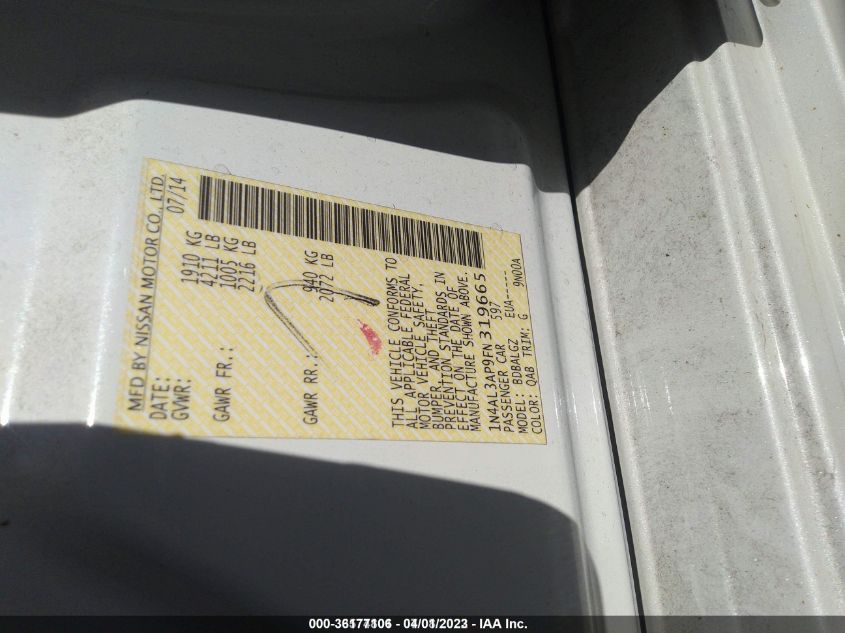 MFD BY NISSAN MOTOR CO., LTD.
DATE: 07/14
GVWR: 1910 KG
4211 LB
GAWR FR.: 1005 KG
2216 LB
GAWR RR.: 940 KG
2072 LB
THIS VEHICLE CONFORMS TO
ALL APPLICABLE FEDERAL
MOTOR VEHICLE SAFETY,
BUMPER, AND THEFT
PREVENTION STANDARDS IN
EFFECT ON THE DATE OF
MANUFACTURE SHOWN ABOVE.
1N4AL3AP9FN319665
PASSENGER CAR 597
MODEL: BDBALGZ EUA-----
COLOR: QAB TRIM: G 9N00A
04/01/2023 - IAA Inc.